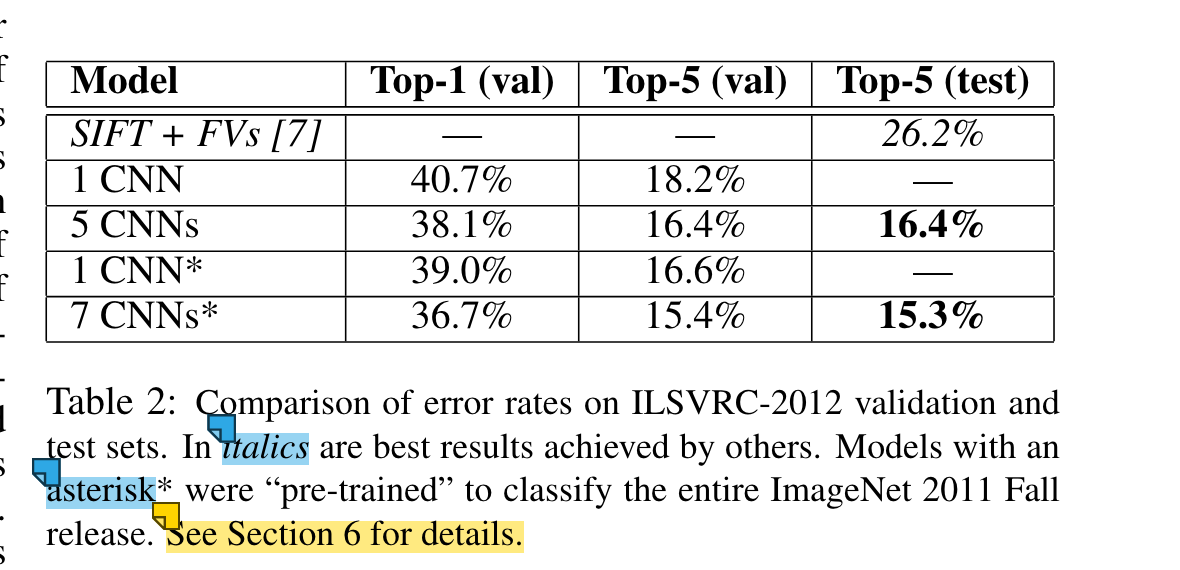 Model Top-1 (val) Top-5 (val) Top-5 (test)
SIFT + FVs [7] — — 26.2%
1 CNN 40.7% 18.2% —
5 CNNs 38.1% 16.4% 16.4%
1 CNN* 39.0% 16.6% —
7 CNNs* 36.7% 15.4% 15.3%
Table 2: Comparison of error rates on ILSVRC-2012 validation and
test sets. In italics are best results achieved by others. Models with an
asterisk* were “pre-trained” to classify the entire ImageNet 2011 Fall
release. See Section 6 for details.